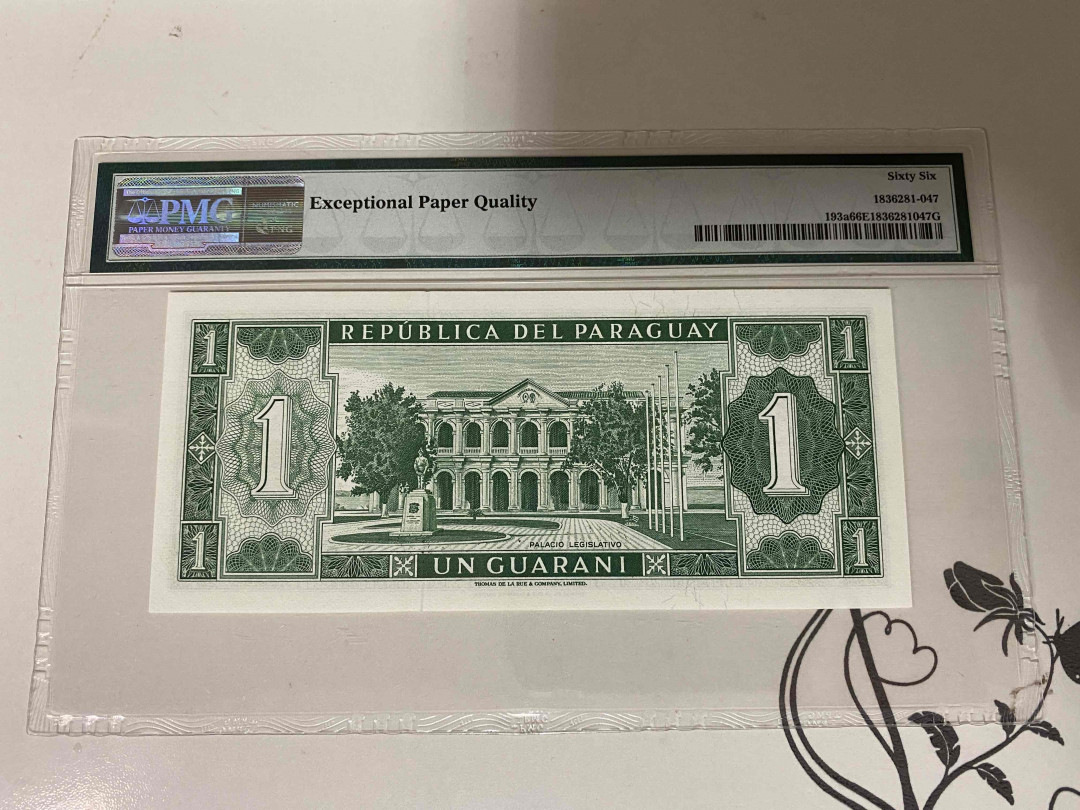 Sixty Six
PMG
PAPER MONEY GUARANTY
NUMISMATIC
Exceptional Paper Quality
1836281-047
193a66E1836281047G
1 REPÚBLICA DEL PARAGUAY 1
1 1
PALACIO LEGISLATIVO
1 UN GUARANI 1
THOMAS DE LA RUE & COMPANY, LIMITED.